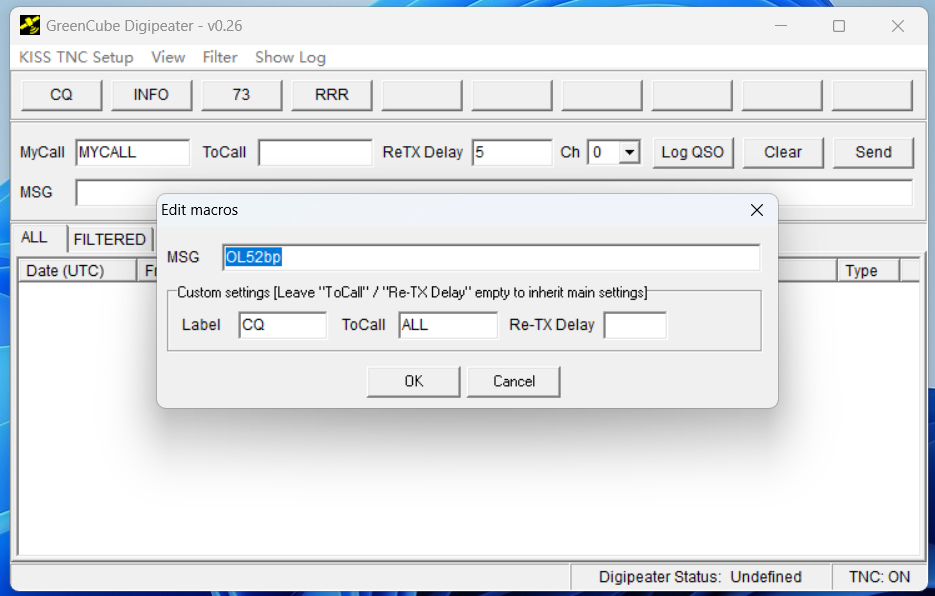 GreenCube Digipeater - v0.26
KISS TNC Setup View Filter Show Log
CQ INFO 73 RRR
MyCall MYCALL ToCall ReTX Delay 5 Ch 0 Log QSO Clear Send
MSG
Edit macros
ALL FILTERED
MSG OL52bp
Date (UTC) Type
Custom settings [Leave "ToCall" / "Re-TX Delay" empty to inherit main settings]
Label CQ ToCall ALL Re-TX Delay
OK Cancel
Digipeater Status: Undefined TNC: ON